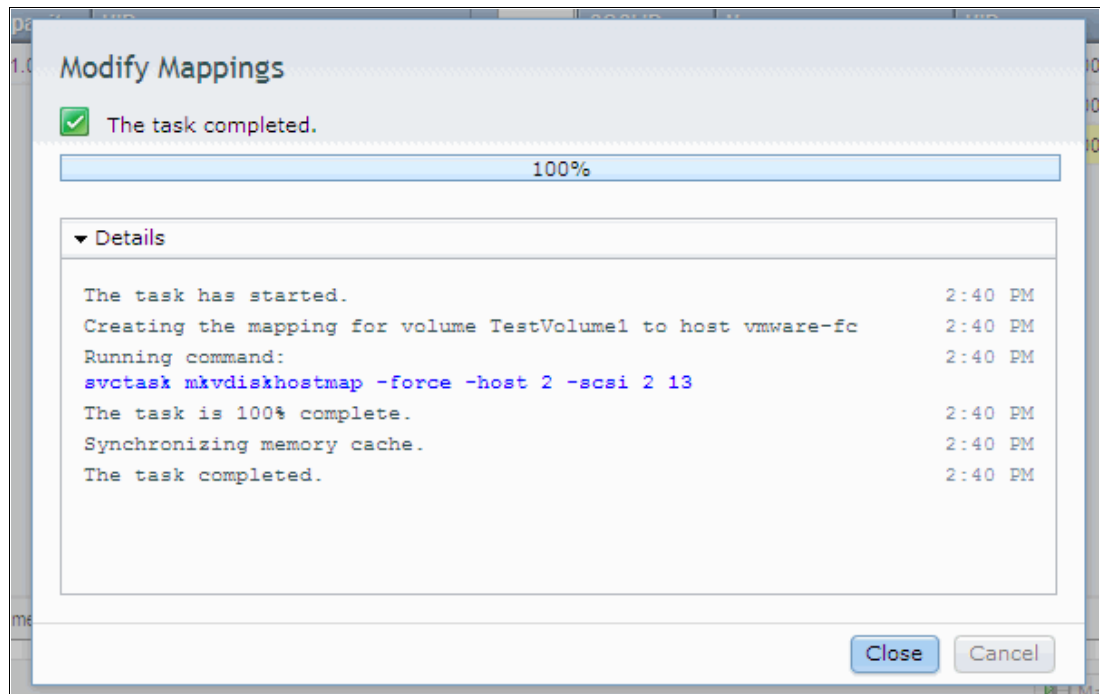 Modify Mappings
The task completed.
100%
Details
The task has started. 2:40 PM
Creating the mapping for volume TestVolume1 to host vmware-fc 2:40 PM
Running command: 2:40 PM
svctask mkvdiskhostmap -force -host 2 -scsi 2 13
The task is 100% complete. 2:40 PM
Synchronizing memory cache. 2:40 PM
The task completed. 2:40 PM
Close Cancel